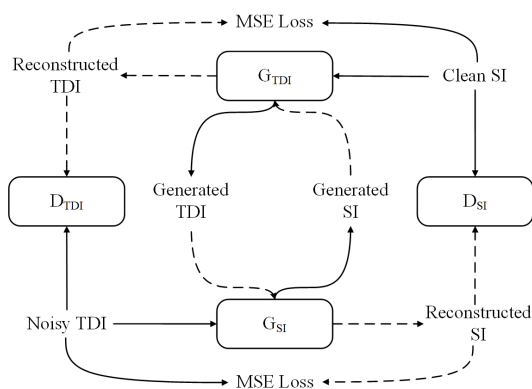 MSE Loss
Reconstructed
TDI
G_TDI
Clean SI
D_TDI
Generated
TDI
Generated
SI
D_SI
Noisy TDI
G_SI
Reconstructed
SI
MSE Loss